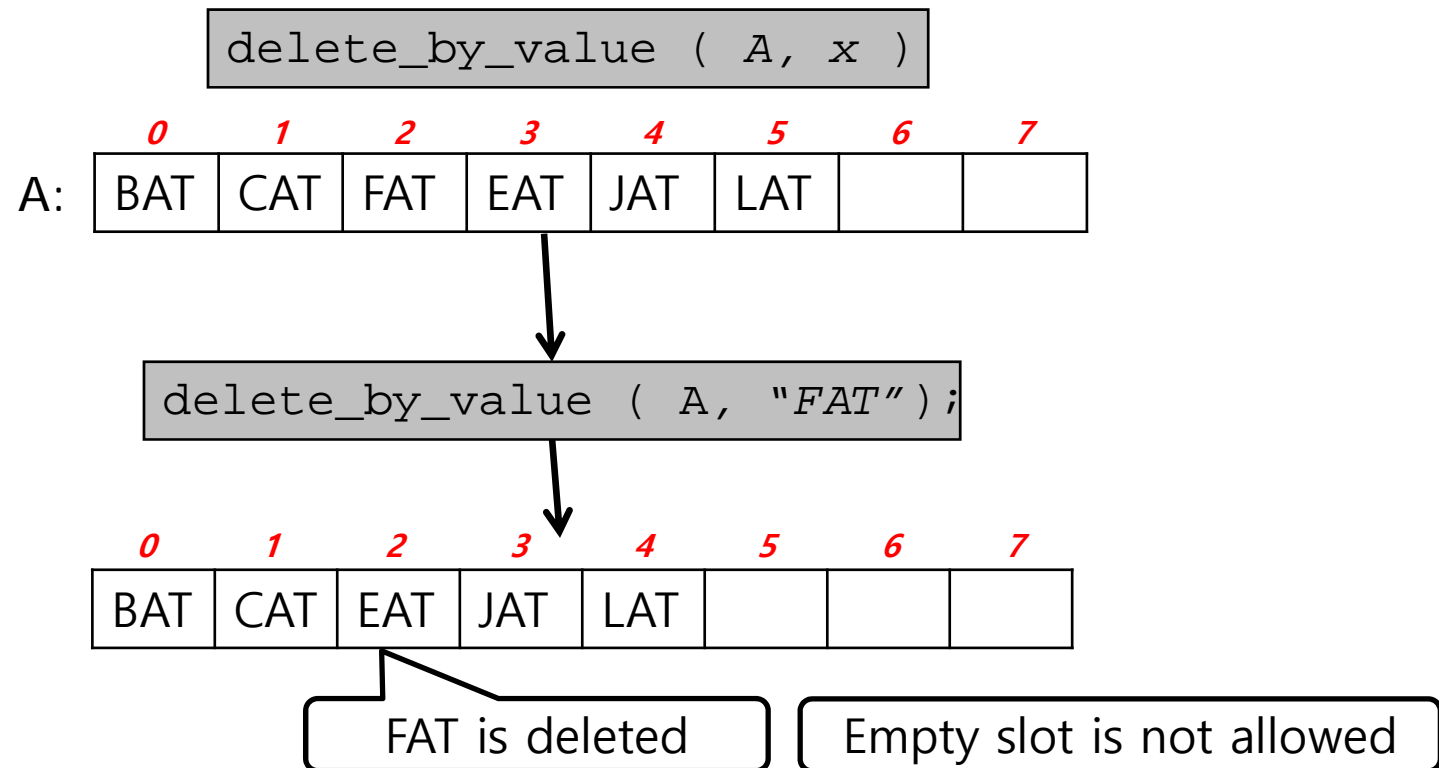 delete_by_value ( A, x )
0 1 2 3 4 5 6 7
A: BAT CAT FAT EAT JAT LAT
delete_by_value ( A, “FAT”);
0 1 2 3 4 5 6 7
BAT CAT EAT JAT LAT
FAT is deleted
Empty slot is not allowed